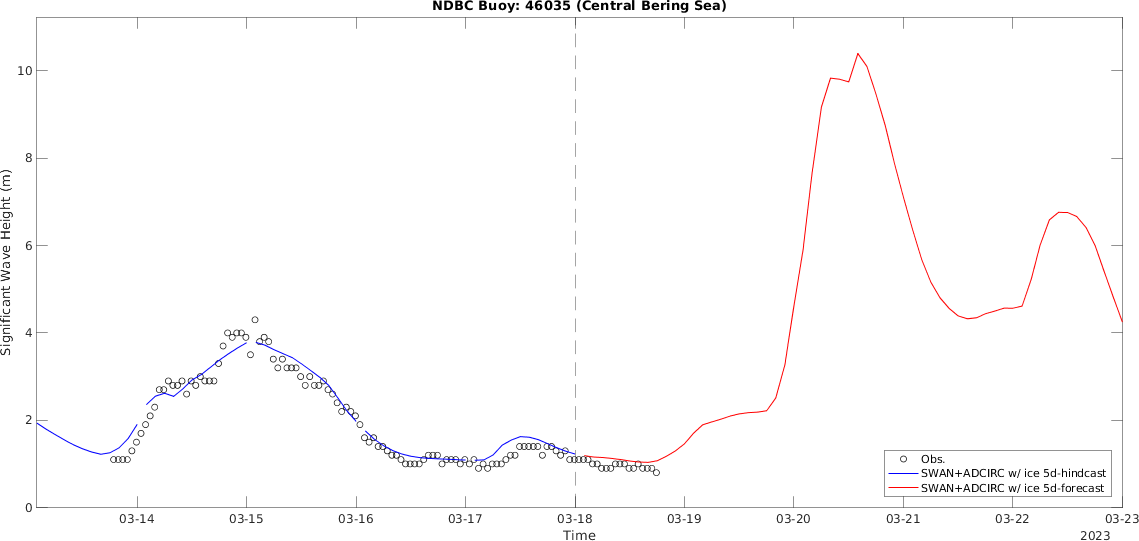 NDBC Buoy: 46035 (Central Bering Sea)
Significant Wave Height (m)
10
8
6
4
2
0
Obs.
SWAN+ADCIRC w/ ice 5d-hindcast
SWAN+ADCIRC w/ ice 5d-forecast
03-14 03-15 03-16 03-17 03-18 03-19 03-20 03-21 03-22 03-23
Time
2023